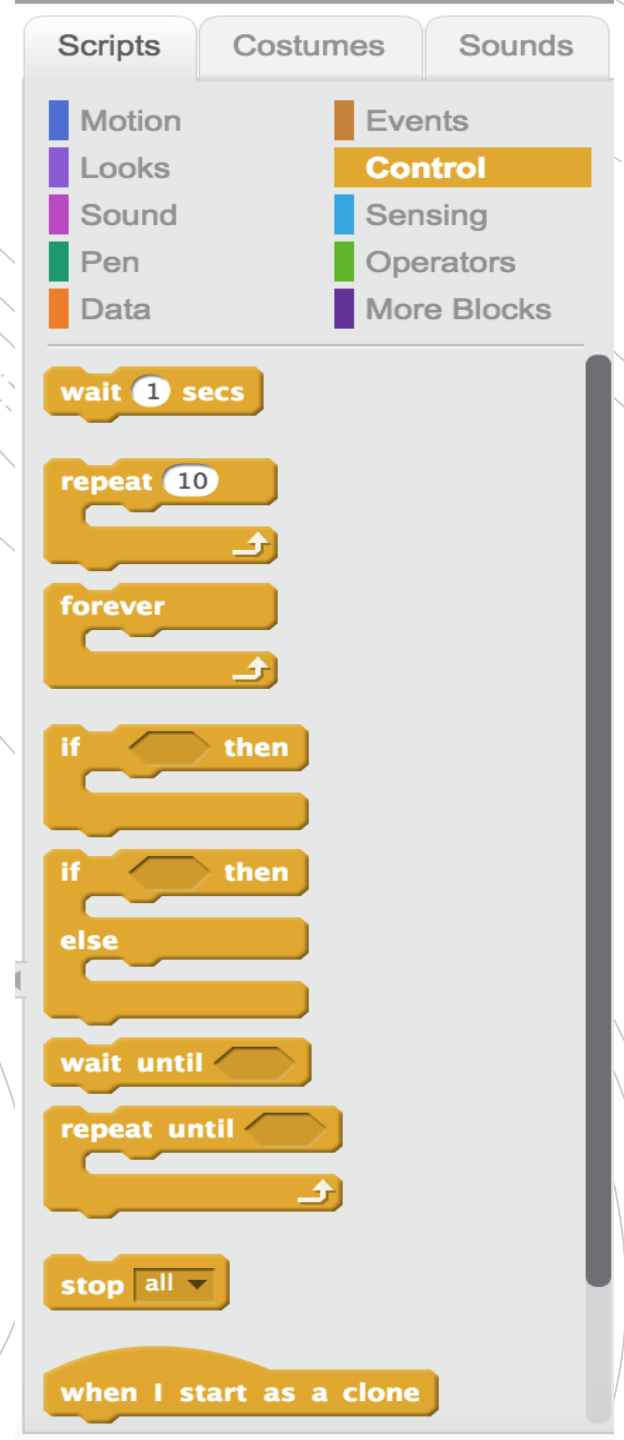 Scripts Costumes Sounds
Motion Events
Looks Control
Sound Sensing
Pen Operators
Data More Blocks
wait 1 secs
repeat 10
forever
if then
if then
else
wait until
repeat until
stop all
when I start as a clone